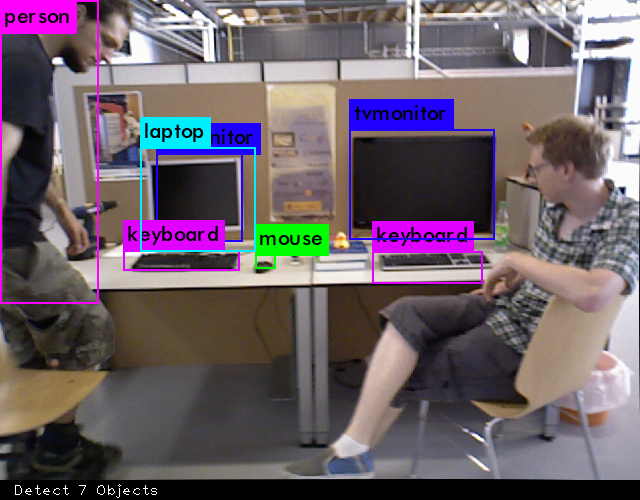 person
tvmonitor
laptop
nitor
keyboard
mouse
keyboard
Detect 7 Objects